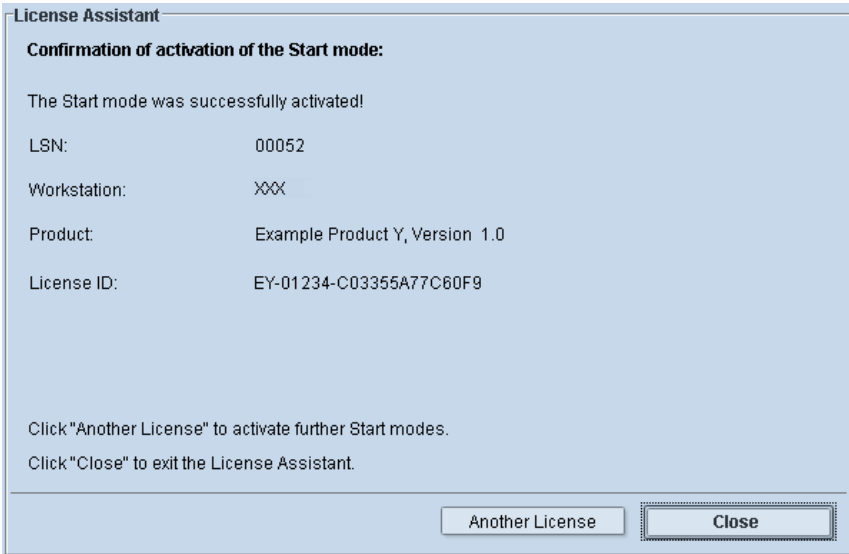 License Assistant
Confirmation of activation of the Start mode:
The Start mode was successfully activated!
LSN: 00052
Workstation: XXX
Product: Example Product Y, Version 1.0
License ID: EY-01234-C03355A77C60F9
Click "Another License" to activate further Start modes.
Click "Close" to exit the License Assistant.
Another License Close